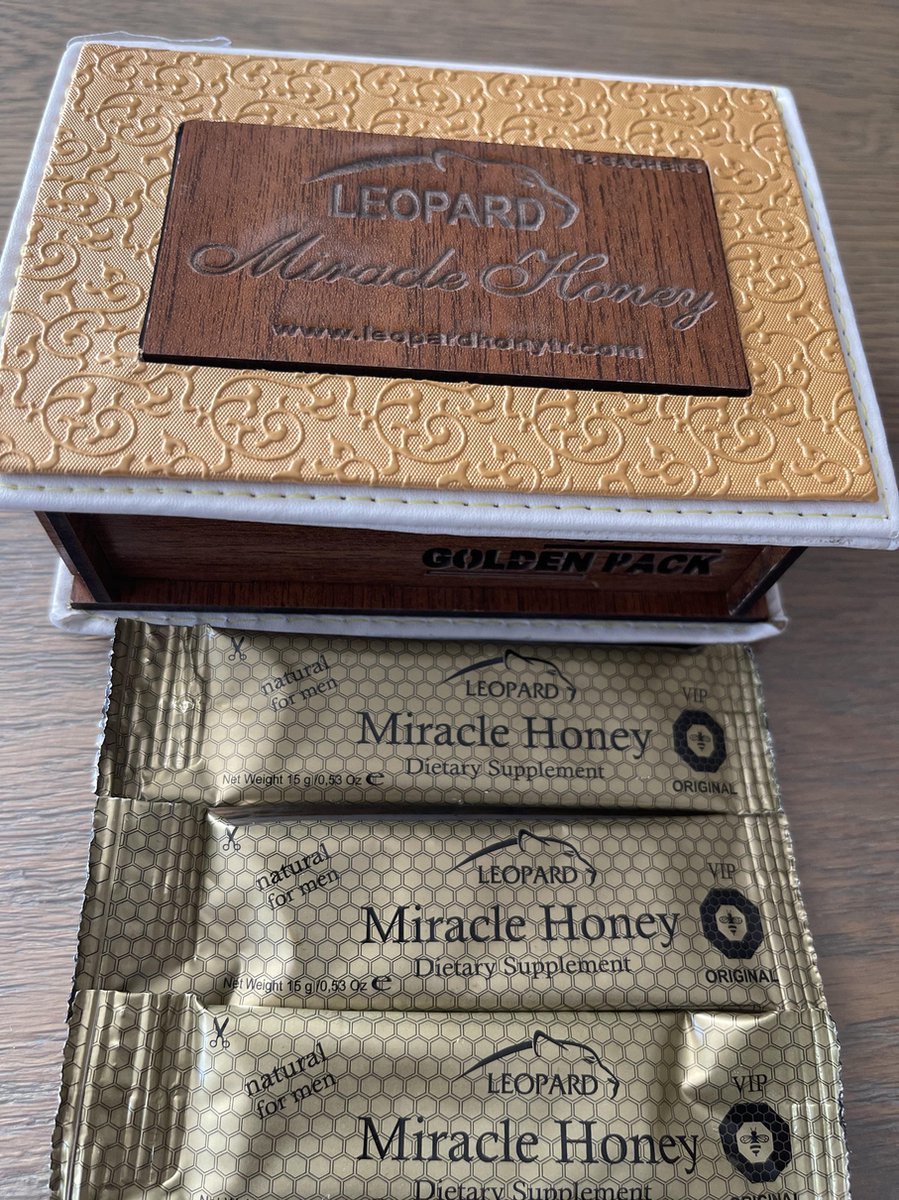 12 SACHETS
LEOPARD
Miracle Honey
www.leopardhonytr.com
GOLDEN PACK
natural
for men
LEOPARD
VIP
Miracle Honey
Dietary Supplement
Net Weight 15 g/0,53 Oz ℮
ORIGINAL
natural
for men
LEOPARD
VIP
Miracle Honey
Dietary Supplement
Net Weight 15 g/0,53 Oz ℮
ORIGINAL
natural
for men
LEOPARD
VIP
Miracle Honey
Dietary Supplement